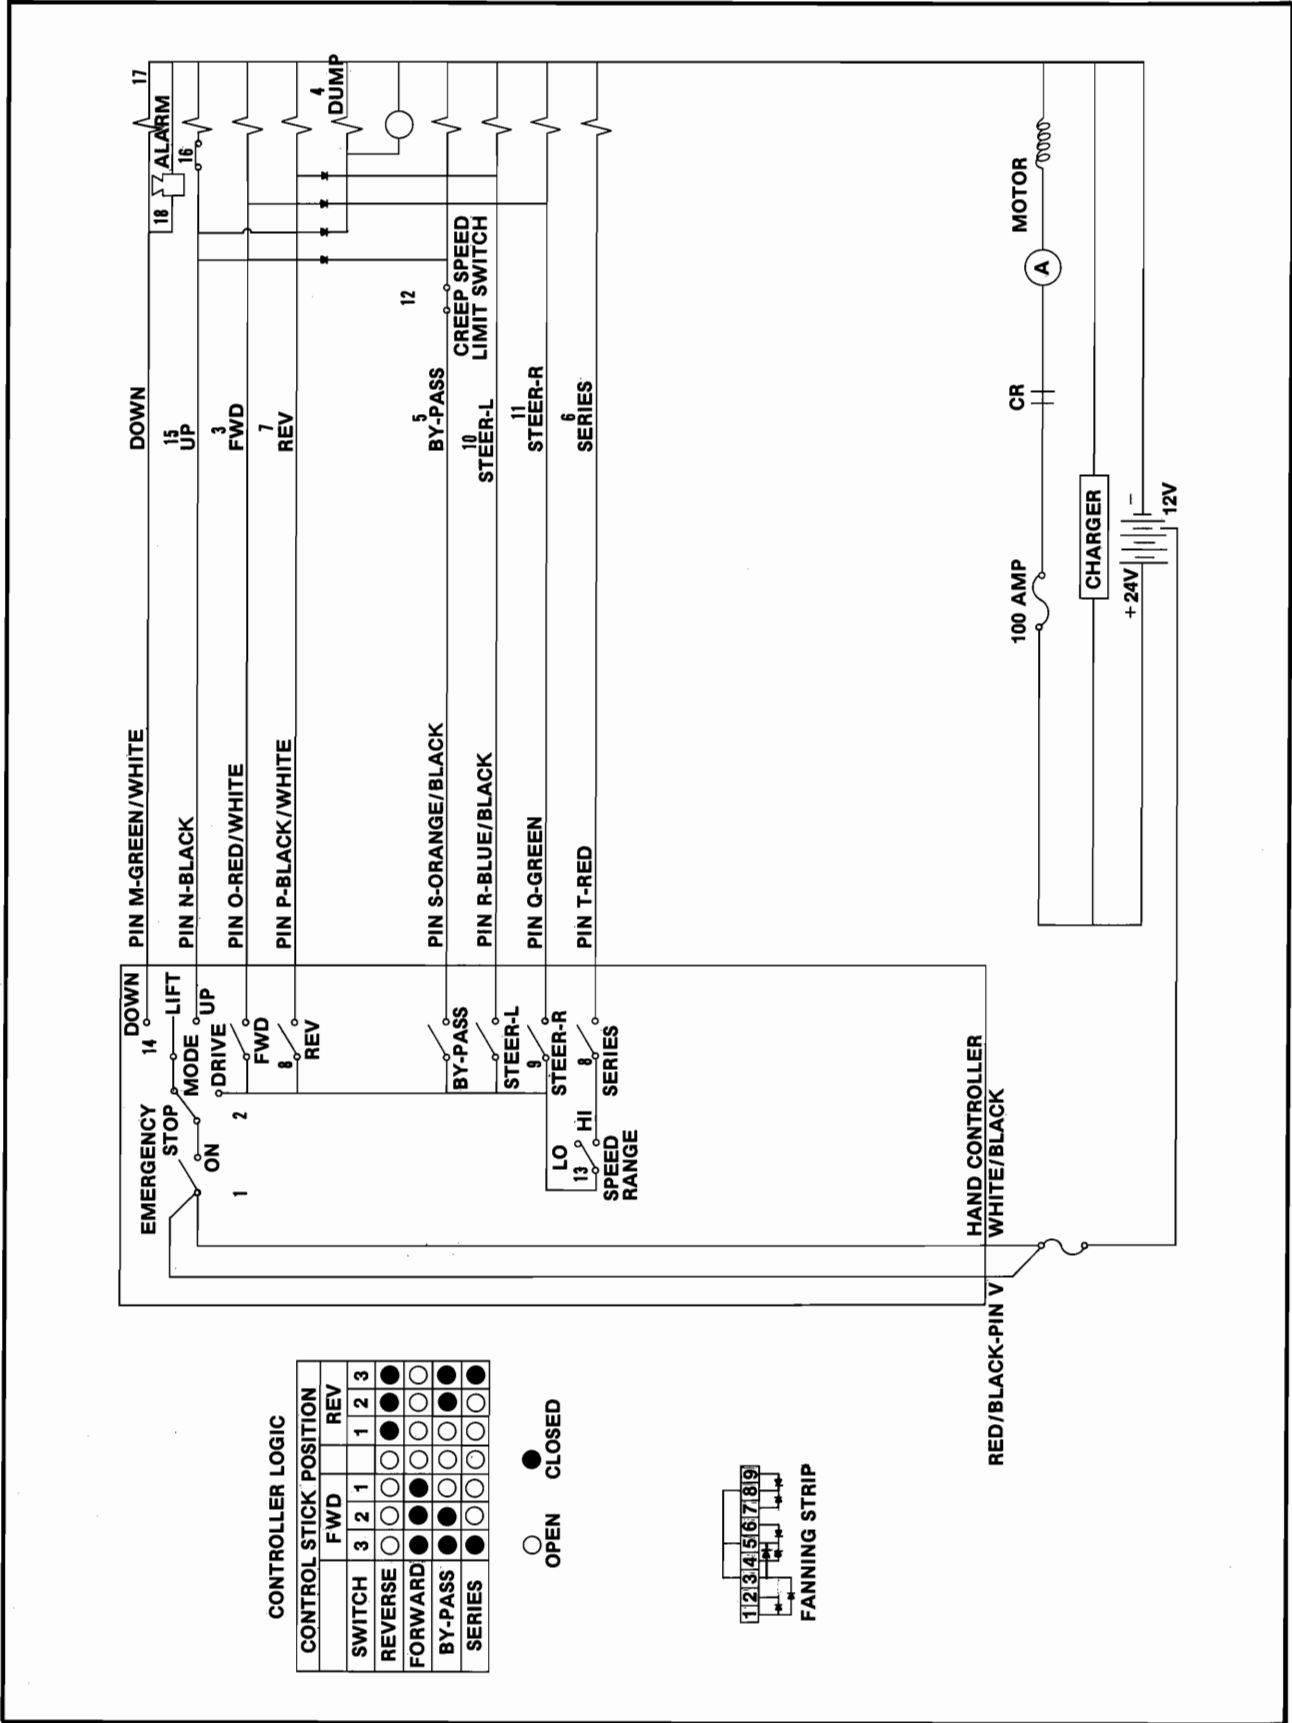 17
ALARM
18
16
4
DUMP
DOWN
15
UP
3
FWD
7
REV
12
CREEP SPEED
LIMIT SWITCH
5
BY-PASS
10
STEER-L
11
STEER-R
6
SERIES
MOTOR
A
CR
100 AMP
CHARGER
+24V
–
12V
PIN M-GREEN/WHITE
PIN N-BLACK
PIN O-RED/WHITE
PIN P-BLACK/WHITE
PIN S-ORANGE/BLACK
PIN R-BLUE/BLACK
PIN Q-GREEN
PIN T-RED
DOWN
14
LIFT
UP
MODE
DRIVE
EMERGENCY
STOP
ON
1
2
FWD
8
REV
BY-PASS
STEER-L
9
STEER-R
8
SERIES
LO
HI
13
SPEED
RANGE
HAND CONTROLLER
WHITE/BLACK
RED/BLACK-PIN V
CONTROLLER LOGIC
CONTROL STICK POSITION
FWD REV
SWITCH 3 2 1 1 2 3
REVERSE
FORWARD
BY-PASS
SERIES
OPEN
CLOSED
1 2 3 4 5 6 7 8 9
FANNING STRIP